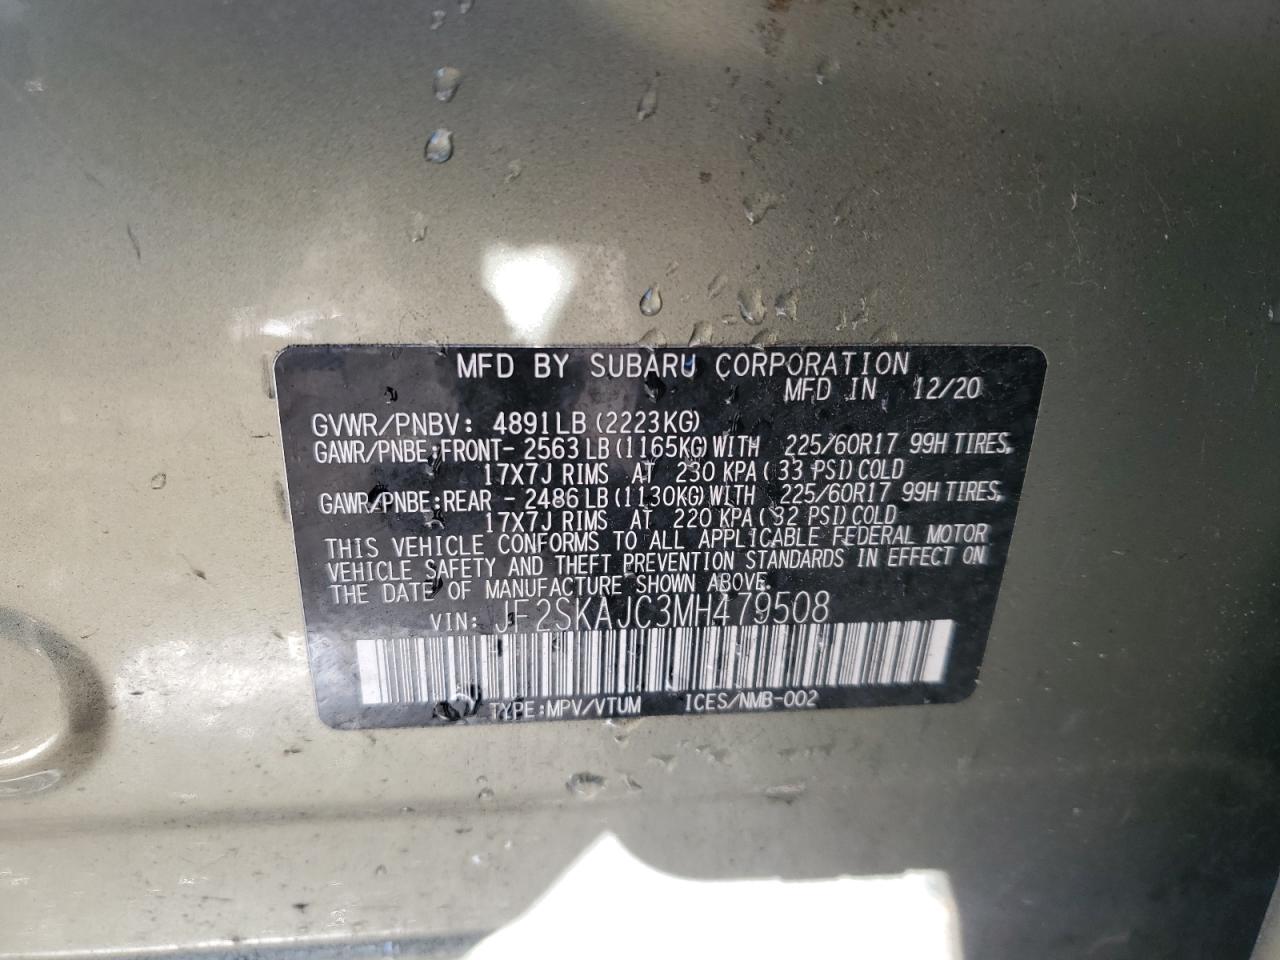 MFD BY SUBARU CORPORATION
MFD IN 12/20
GVWR/PNBV: 4891LB (2223KG)
GAWR/PNBE:FRONT- 2563 LB (1165KG) WITH 225/60R17 99H TIRES,
17X7J RIMS AT 230 KPA ( 33 PSI) COLD
GAWR/PNBE:REAR - 2486 LB (1130KG) WITH 225/60R17 99H TIRES,
17X7J RIMS AT 220 KPA ( 32 PSI) COLD
THIS VEHICLE CONFORMS TO ALL APPLICABLE FEDERAL MOTOR
VEHICLE SAFETY AND THEFT PREVENTION STANDARDS IN EFFECT ON
THE DATE OF MANUFACTURE SHOWN ABOVE.
VIN: JF2SKAJC3MH479508
TYPE:MPV/VTUM ICES/NMB-002